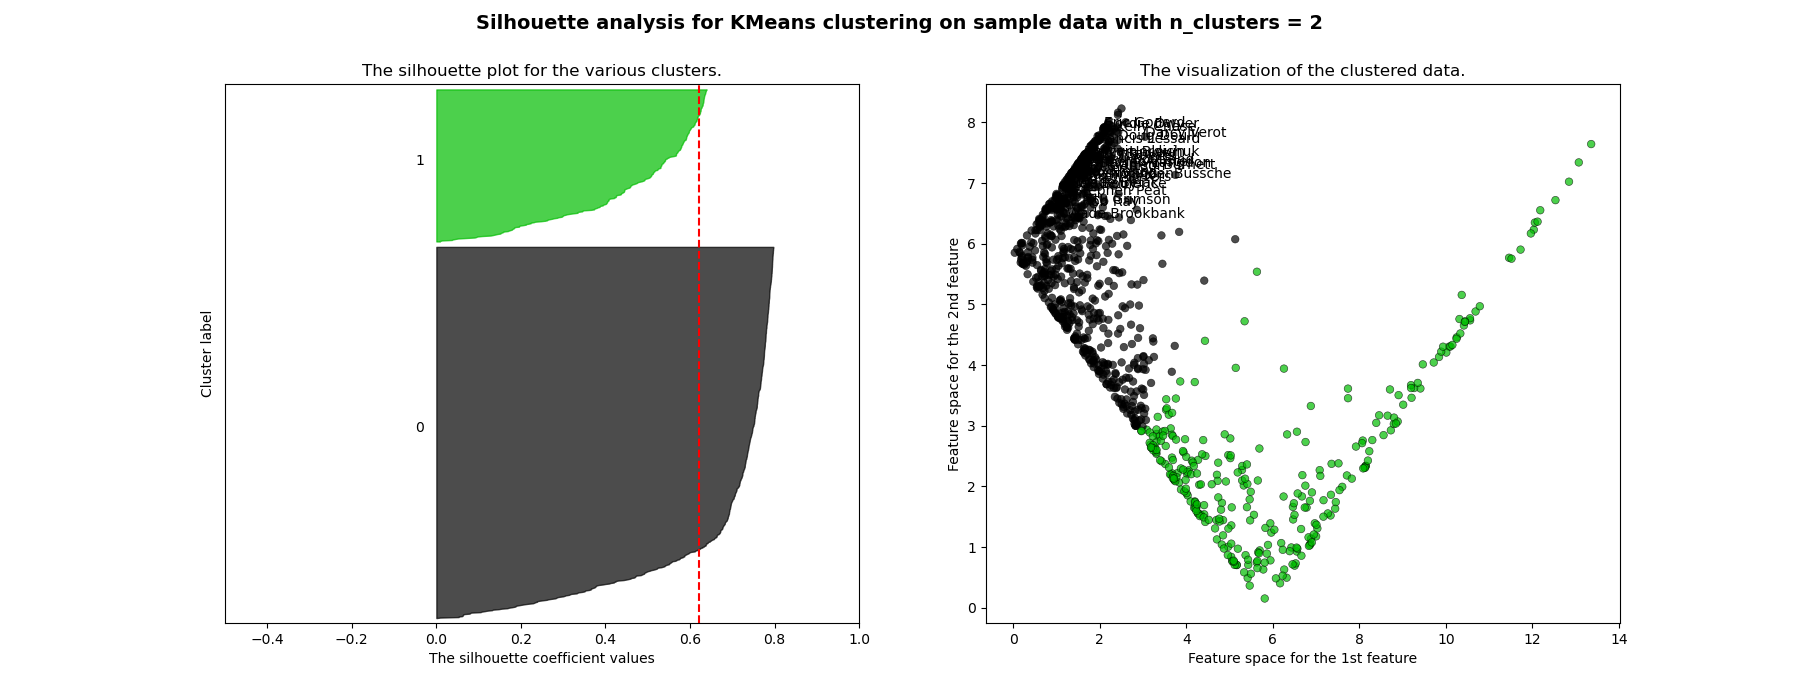 Silhouette analysis for KMeans clustering on sample data with n_clusters = 2
The silhouette plot for the various clusters.
1
0
Cluster label
−0.4
−0.2
0.0
0.2
0.4
0.6
0.8
1.0
The silhouette coefficient values
The visualization of the clustered data.
8
7
6
5
4
3
2
1
0
Feature space for the 2nd feature
Verot
Bussche
Peat
Brookbank
0
2
4
6
8
10
12
14
Feature space for the 1st feature